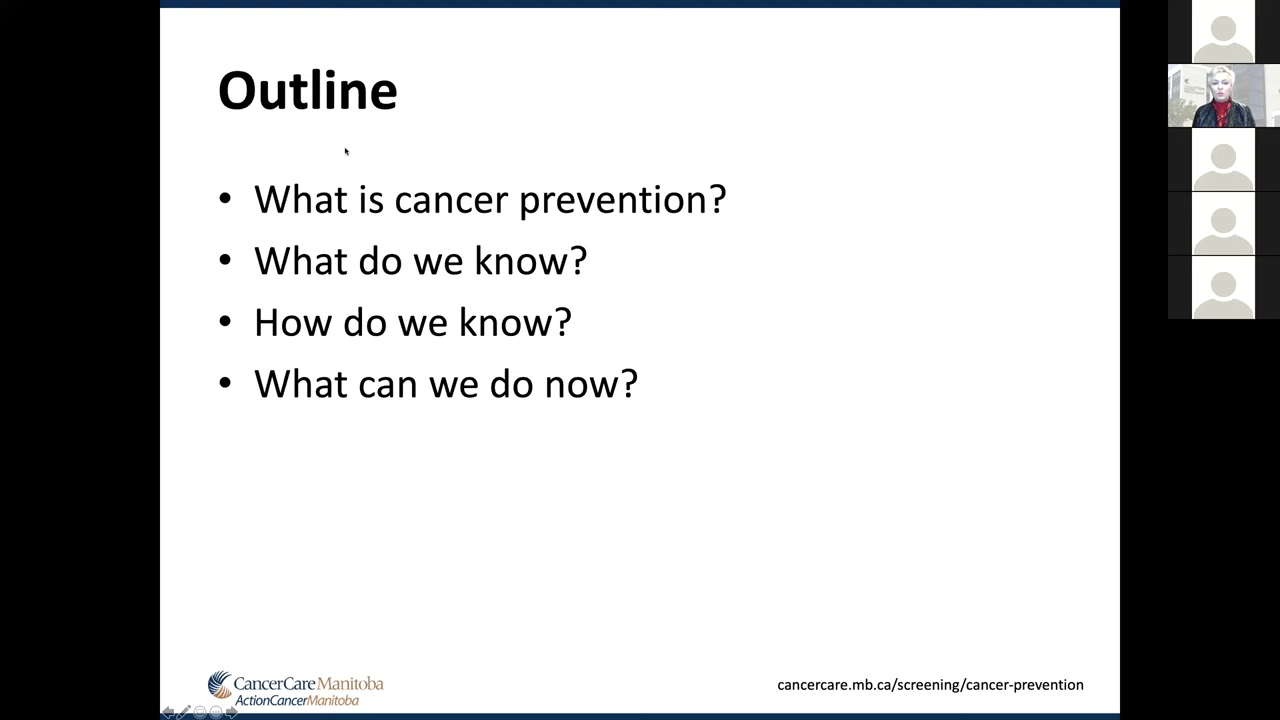 Outline
• What is cancer prevention?
• What do we know?
• How do we know?
• What can we do now?
CancerCare Manitoba
ActionCancerManitoba
cancercare.mb.ca/screening/cancer-prevention